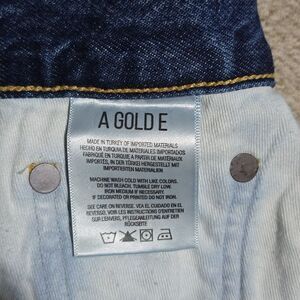 A GOLD E
MADE IN TURKEY OF IMPORTED MATERIALS
HECHO EN TURQUIA DE MATERIALES IMPORTADOS
FABRIQUÉ EN TURQUIE A PARTIR DE MATERIAUX
IMPORTÉS, IN DER TÜRKEI HERGESTELLT MIT
IMPORTIERTEN MATERIALIEN
MACHINE WASH COLD WITH LIKE COLORS.
DO NOT BLEACH. TUMBLE DRY LOW.
IRON MEDIUM IF NECESSARY.
IF DECORATED OR PRINTED DO NOT IRON.
SEE CARE ON REVERSE. VEA EL CUIDADO EN EL
REVERSO. VOIR LES INSTRUCTIONS D'ENTRETIEN
SUR L'ENVERS. PFLEGEANLEITUNG AUF DER
RÜCKSEITE